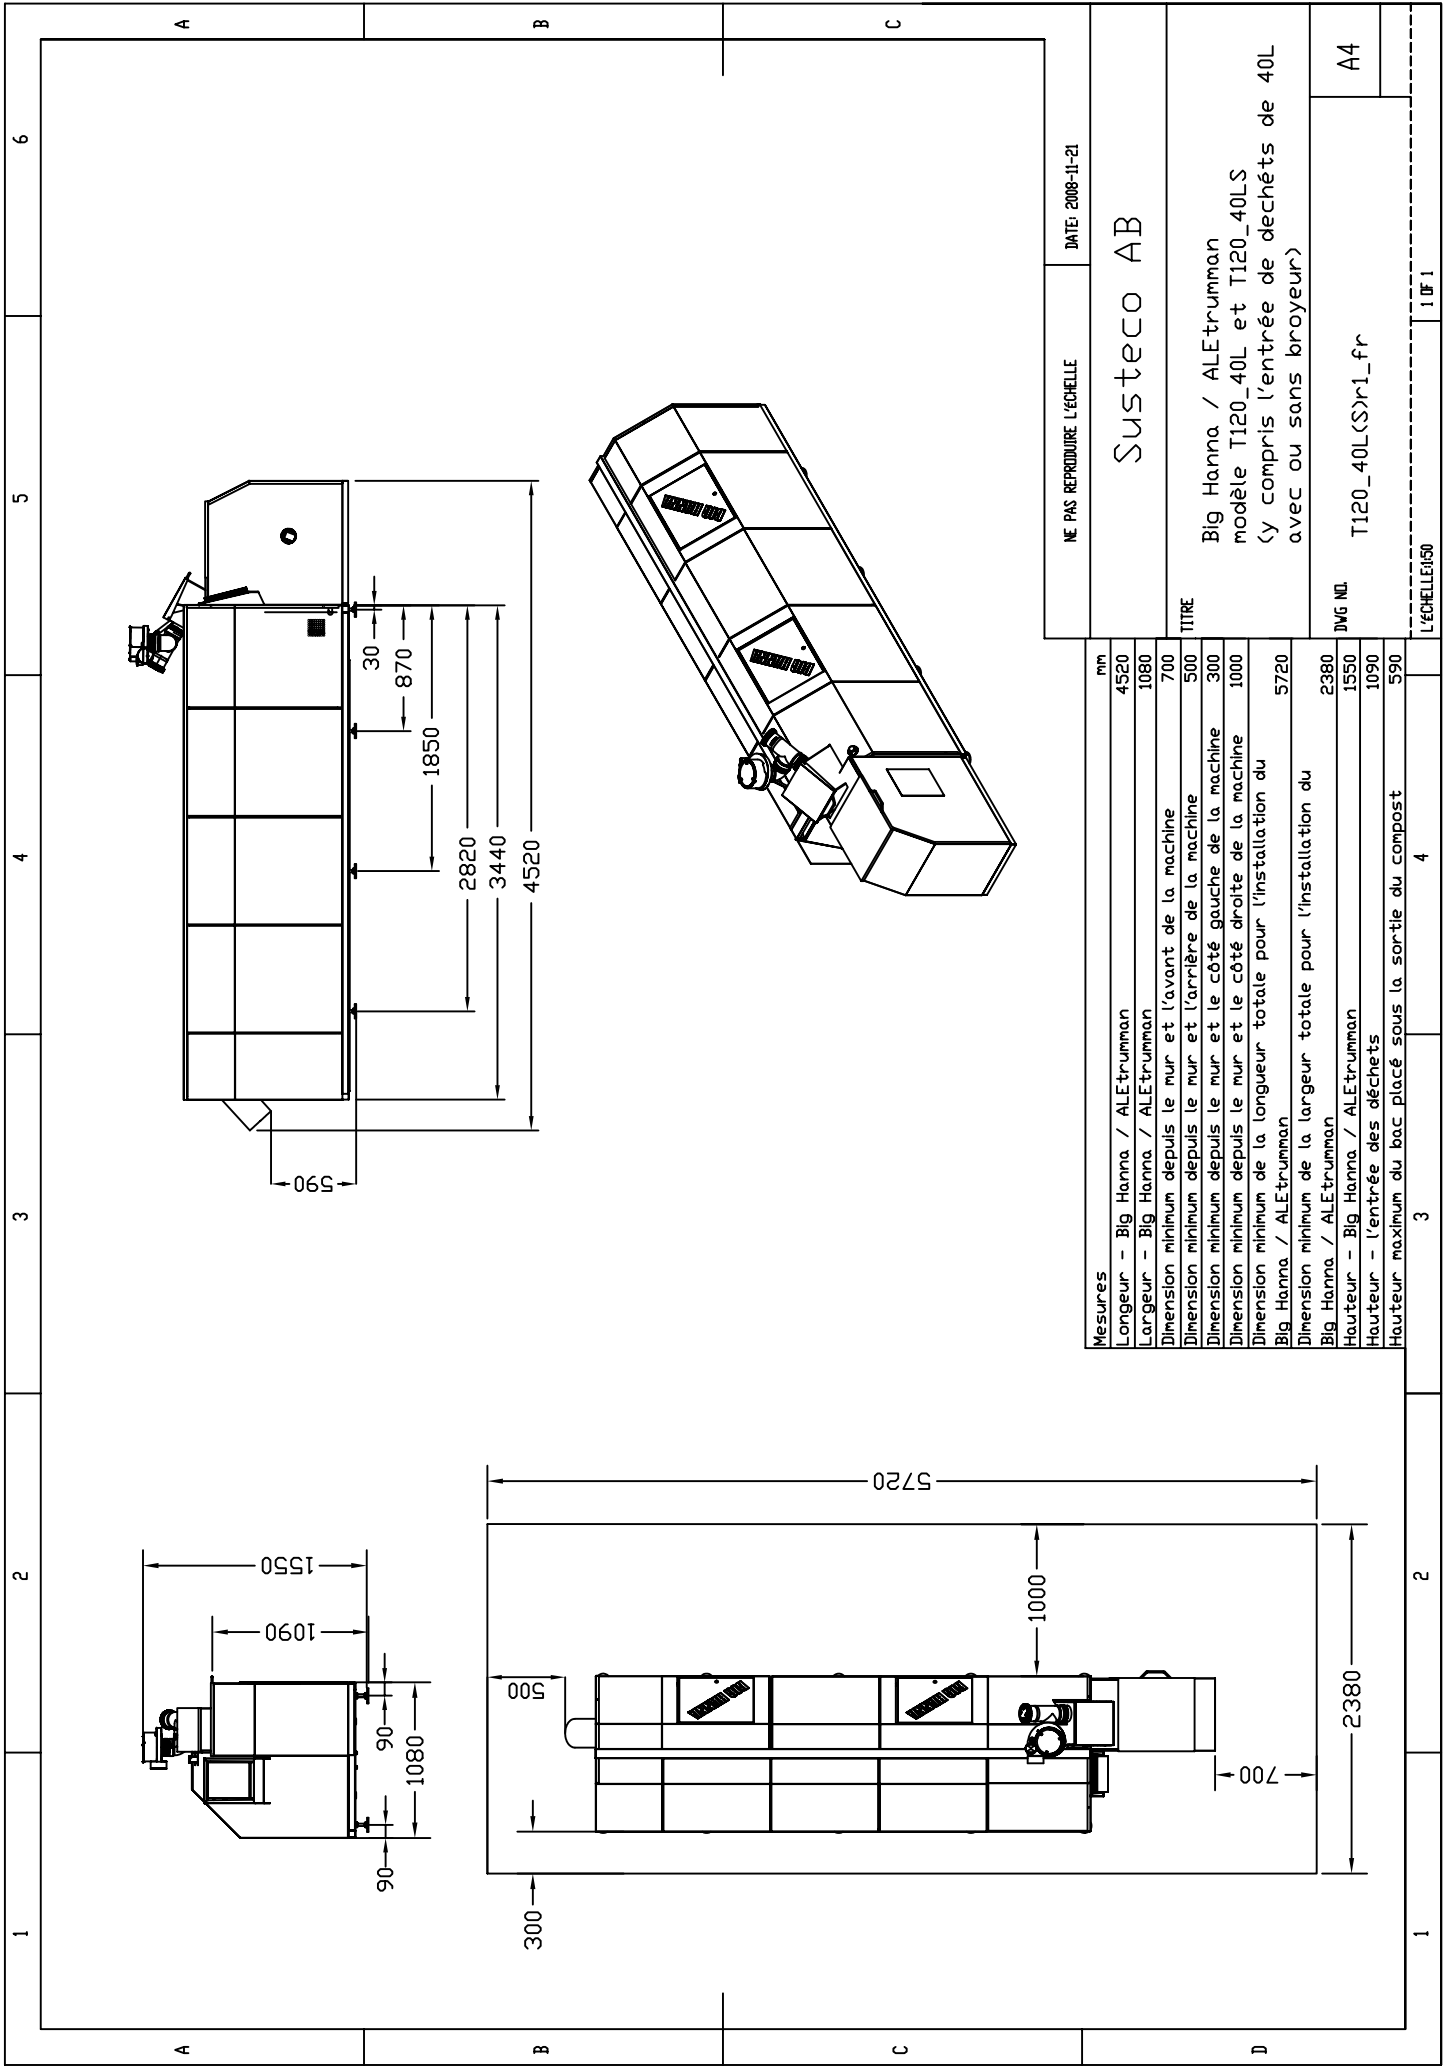 1
2
3
4
5
6
A
B
C
D
A
B
C
1
2
3
4
1550
1090
90
90
1080
590
30
870
1850
2820
3440
4520
5720
500
1000
300
700
2380
Mesures mm
Longeur - Big Hanna / ALEtrumman 4520
Largeur - Big Hanna / ALEtrumman 1080
Dimension minimum depuis le mur et l'avant de la machine 700
Dimension minimum depuis le mur et l'arrière de la machine 500
Dimension minimum depuis le mur et le côté gauche de la machine 300
Dimension minimum depuis le mur et le côté droite de la machine 1000
Dimension minimum de la longueur totale pour l'installation du
Big Hanna / ALEtrumman 5720
Dimension minimum de la largeur totale pour l'installation du
Big Hanna / ALEtrumman 2380
Hauteur - Big Hanna / ALEtrumman 1550
Hauteur - l'entrée des déchets 1090
Hauteur maximum du bac placé sous la sortie du compost 590
NE PAS REPRODUIRE L'ÉCHELLE
DATE: 2008-11-21
Susteco AB
TITRE
Big Hanna / ALEtrumman
modèle T120_40L et T120_40LS
(y compris l'entrée de dechéts de 40L
avec ou sans broyeur)
DWG NO.
T120_40L(S)r1_fr
A4
L'ÉCHELLE:1:50
1 OF 1